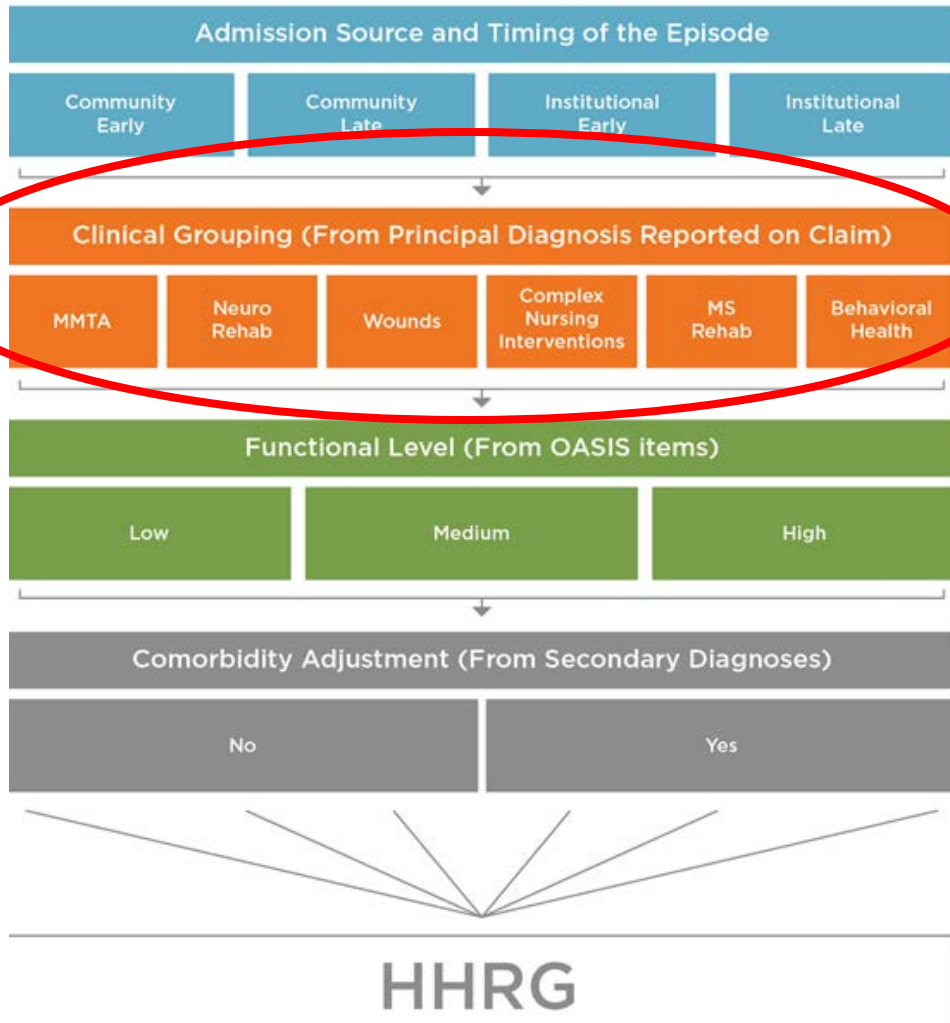 Admission Source and Timing of the Episode
Community
Early
Community
Late
Institutional
Early
Institutional
Late
Clinical Grouping (From Principal Diagnosis Reported on Claim)
MMTA
Neuro
Rehab
Wounds
Complex
Nursing
Interventions
MS
Rehab
Behavioral
Health
Functional Level (From OASIS items)
Low
Medium
High
Comorbidity Adjustment (From Secondary Diagnoses)
No
Yes
HHRG